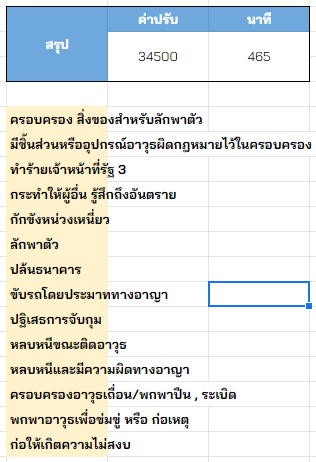 สรุป
ค่าปรับ นาที
34500 465
ครอบครอง สิ่งของสำหรับลักพาตัว
มีชิ้นส่วนหรืออุปกรณ์อาวุธผิดกฎหมายไว้ในครอบครอง
ทำร้ายเจ้าหน้าที่รัฐ 3
กระทำให้ผู้อื่น รู้สึกถึงอันตราย
กักขังหน่วงเหนี่ยว
ลักพาตัว
ปล้นธนาคาร
ขับรถโดยประมาททางอาญา
ปฐิเสธการจับกุม
หลบหนีขณะติดอาวุธ
หลบหนีและมีความผิดทางอาญา
ครอบครองอาวุธเถื่อน/พกพาปืน , ระเบิด
พกพาอาวุธเพื่อข่มขู่ หรือ ก่อเหตุ
ก่อให้เกิตความไม่สงบ